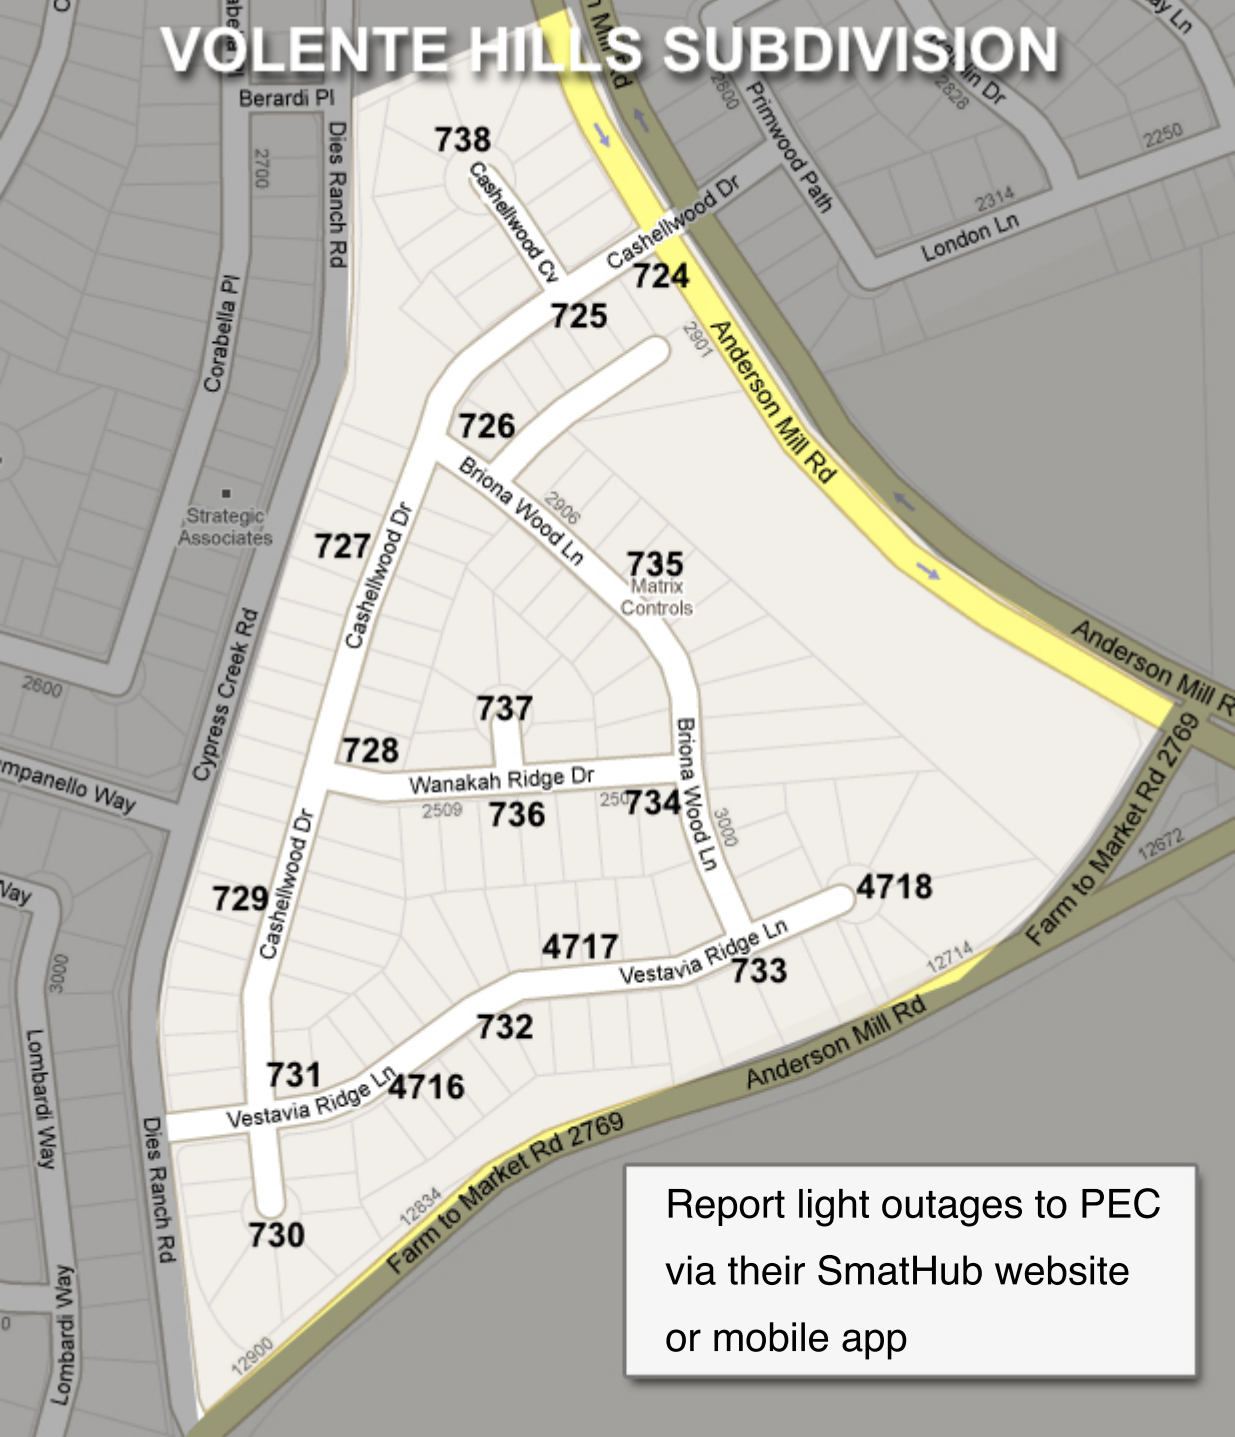 VOLENTE HILLS SUBDIVISION
Berardi Pl
2700
Dies Ranch Rd
738
Cashellwood Cv
Cashellwood Dr
724
725
2600
Primwood Path
2828
2250
2314
London Ln
Corabella Pl
2901
Anderson Mill Rd
726
Briona Wood Ln
2906
Strategic
Associates
727
Cashellwood Dr
735
Matrix
Controls
Anderson Mill R
2600
Cypress Creek Rd
737
728
Wanakah Ridge Dr
2509
736
250
734
Briona Wood Ln
3000
mpanello Way
Farm to Market Rd 2769
12672
Way
729
Cashellwood Dr
4718
4717
Vestavia Ridge Ln
733
12714
3000
732
Anderson Mill Rd
731
Vestavia Ridge Ln
4716
Lombardi Way
Dies Ranch Rd
Farm to Market Rd 2769
12834
730
12900
Lombardi Way
0
Report light outages to PEC
via their SmatHub website
or mobile app